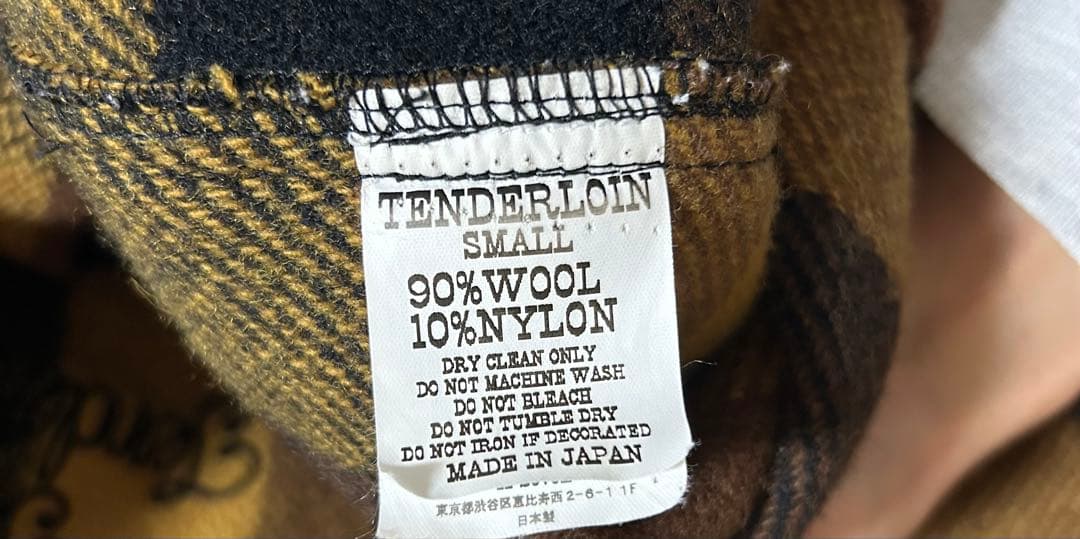 TENDERLOIN
SMALL
90%WOOL
10%NYLON
DRY CLEAN ONLY
DO NOT MACHINE WASH
DO NOT BLEACH
DO NOT TUMBLE DRY
DO NOT IRON IF DECORATED
MADE IN JAPAN
東京都渋谷区恵比寿西2-6-11F
日本製